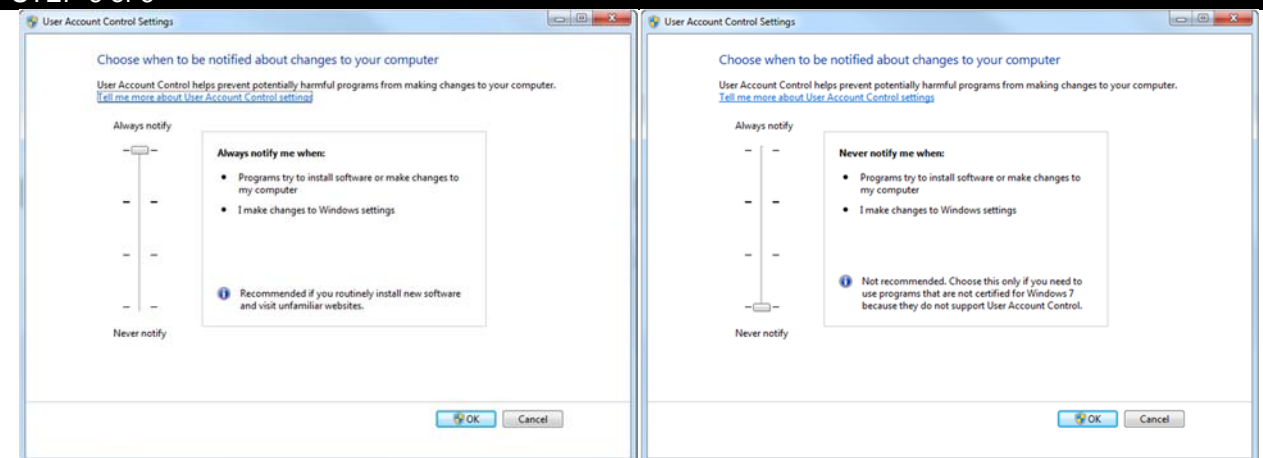 User Account Control Settings
Choose when to be notified about changes to your computer
User Account Control helps prevent potentially harmful programs from making changes to your computer.
Tell me more about User Account Control settings
Always notify
Always notify me when:
• Programs try to install software or make changes to
my computer
• I make changes to Windows settings
Recommended if you routinely install new software
and visit unfamiliar websites.
Never notify
OK Cancel
User Account Control Settings
Choose when to be notified about changes to your computer
User Account Control helps prevent potentially harmful programs from making changes to your computer.
Tell me more about User Account Control settings
Always notify
Never notify me when:
• Programs try to install software or make changes to
my computer
• I make changes to Windows settings
Not recommended. Choose this only if you need to
use programs that are not certified for Windows 7
because they do not support User Account Control.
Never notify
OK Cancel